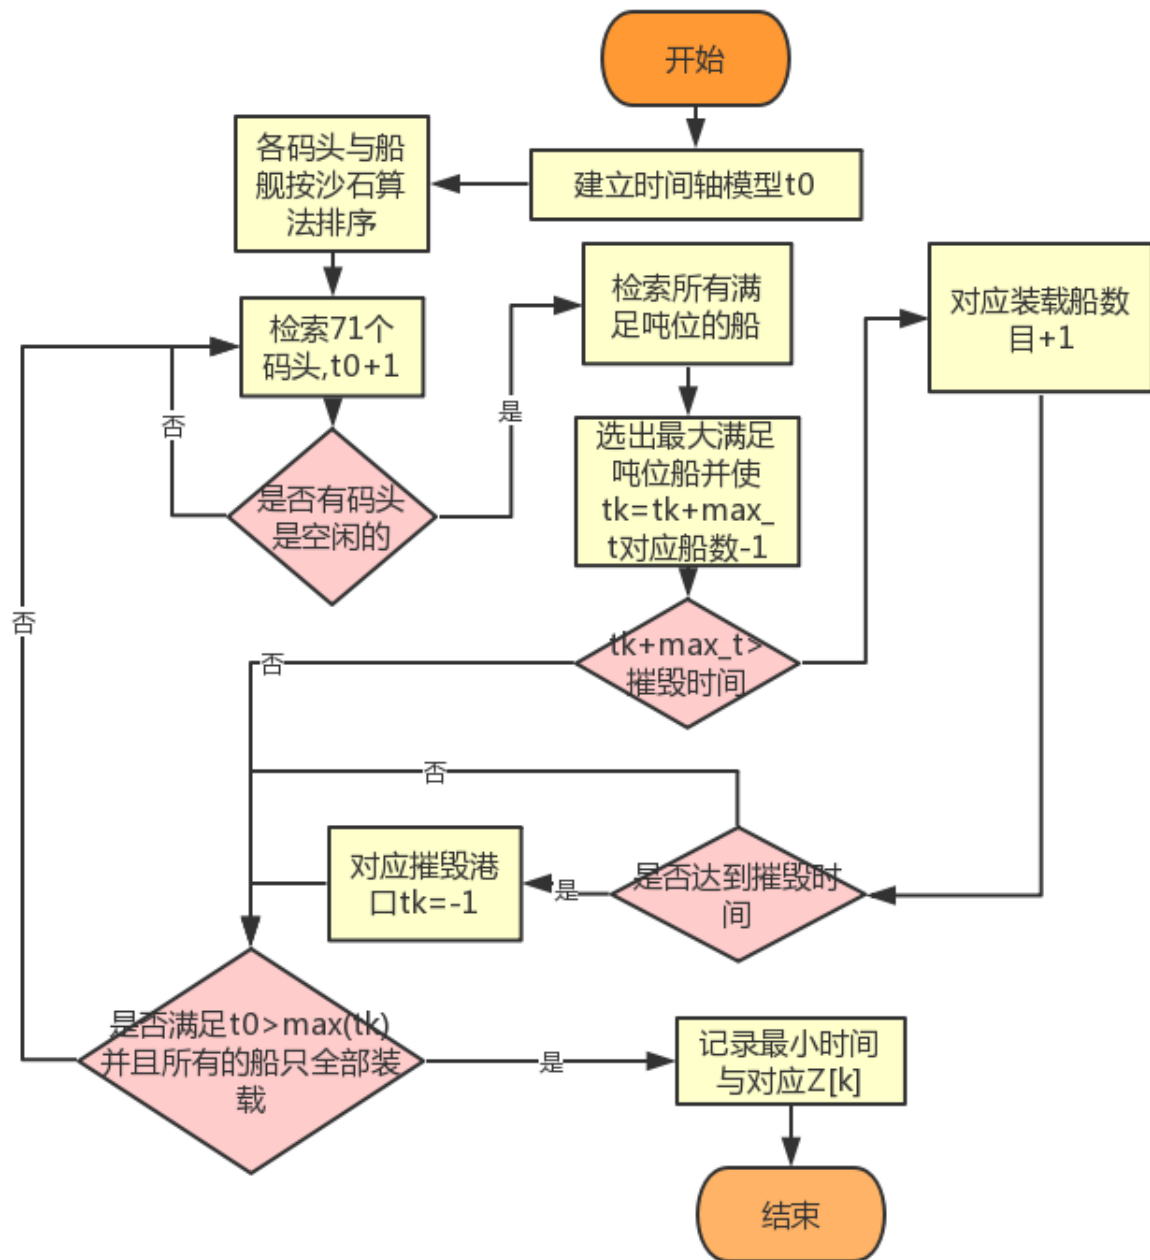 开始
建立时间轴模型t0
各码头与船
舰按沙石算
法排序
检索71个
码头,t0+1
否
是否有码头
是空闲的
是
检索所有满
足吨位的船
选出最大满足
吨位船并使
tk=tk+max_
t对应船数-1
tk+max_t>
摧毁时间
对应装载船数
目+1
否
否
是否达到摧毁时
间
是
对应摧毁港
口tk=-1
否
是否满足t0>max(tk)
并且所有的船只全部装
载
是
记录最小时间
与对应Z[k]
结束